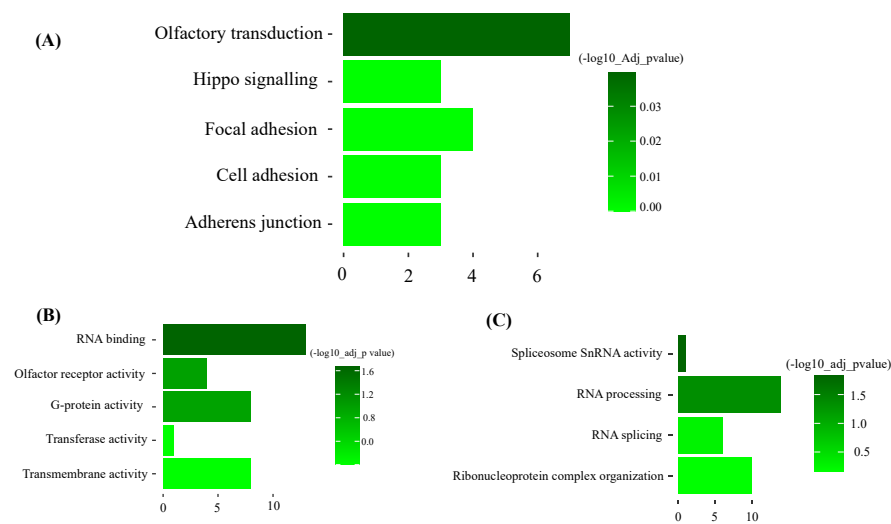 (A)
Olfactory transduction
Hippo signalling
Focal adhesion
Cell adhesion
Adherens junction
0 2 4 6
(-log10_Adj_pvalue)
0.03
0.02
0.01
0.00
(B)
RNA binding
Olfactor receptor activity
G-protein activity
Transferase activity
Transmembrane activity
0 5 10
(-log10_adj_p value)
1.6
1.2
0.8
0.0
(C)
Spliceosome SnRNA activity
RNA processing
RNA splicing
Ribonucleoprotein complex organization
0 5 10
(-log10_adj_pvalue)
1.5
1.0
0.5